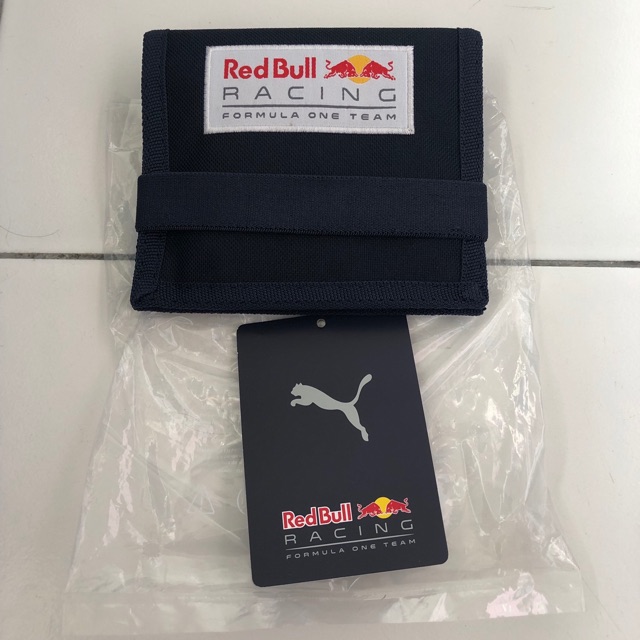 Red Bull
RACING
FORMULA ONE TEAM
Red Bull
RACING
FORMULA ONE TEAM